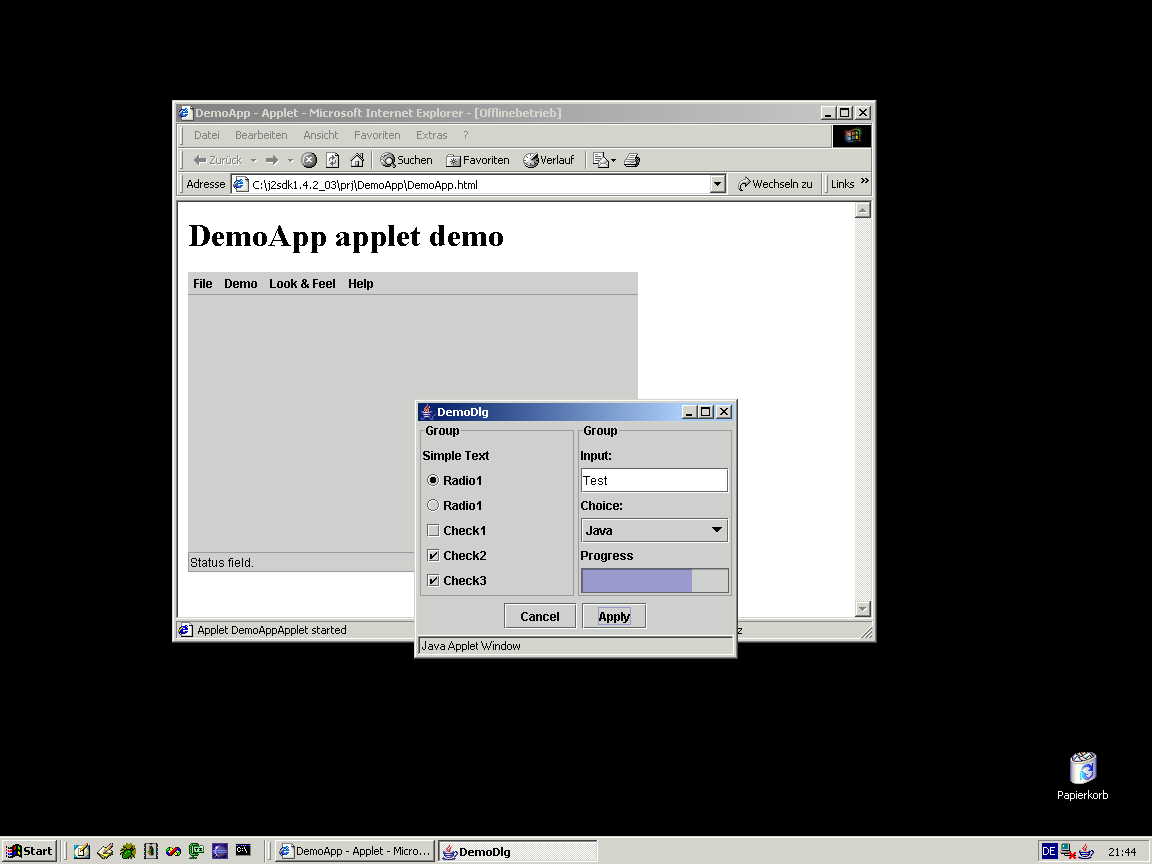 DemoApp - Applet - Microsoft Internet Explorer - [Offlinebetrieb]
Datei Bearbeiten Ansicht Favoriten Extras ?
Zurück Suchen Favoriten Verlauf
Adresse C:\j2sdk1.4.2_03\prj\DemoApp\DemoApp.html Wechseln zu Links »
DemoApp applet demo
File Demo Look & Feel Help
Status field.
Applet DemoAppApplet started
z
DemoDlg
Group
Simple Text
Radio1
Radio1
Check1
Check2
Check3
Group
Input:
Test
Choice:
Java
Progress
Cancel Apply
Java Applet Window
Papierkorb
Start DemoApp - Applet - Micro... DemoDlg DE 21:44